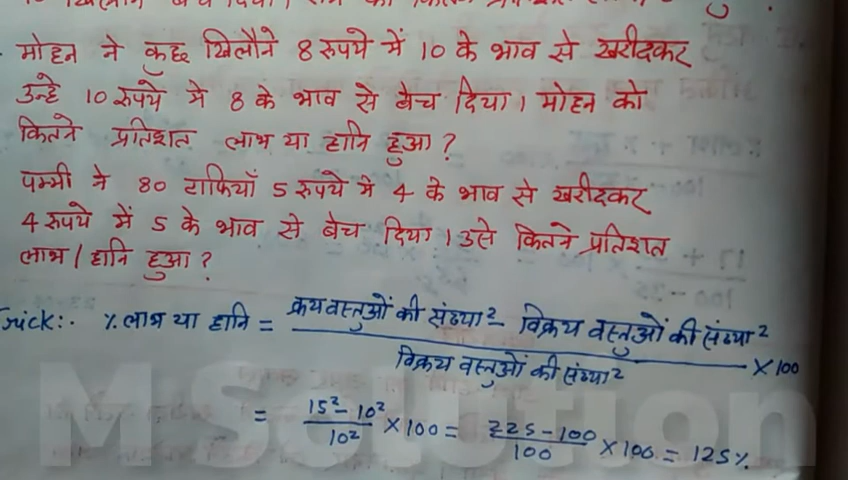 मोहन ने कुछ खिलौने 8 रुपये में 10 के भाव से खरीदकर
उन्हे 10 रुपये मे 8 के भाव से बेच दिया। मोहन को
कितने प्रतिशत लाभ या हानि हुआ?
पम्मी ने 80 टाफियाँ 5 रुपये मे 4 के भाव से खरीदकर
4 रुपये में 5 के भाव से बेच दिया। उसे कितने प्रतिशत
लाभ / हानि हुआ?
Trick:. % लाभ या हानि = क्रय वस्तुओं की संख्या² - विक्रय वस्तुओं की संख्या²
विक्रय वस्तुओं की संख्या² × 100
= 15² - 10² / 10² × 100 = 225 - 100 / 100 × 100 = 125%
M Solution